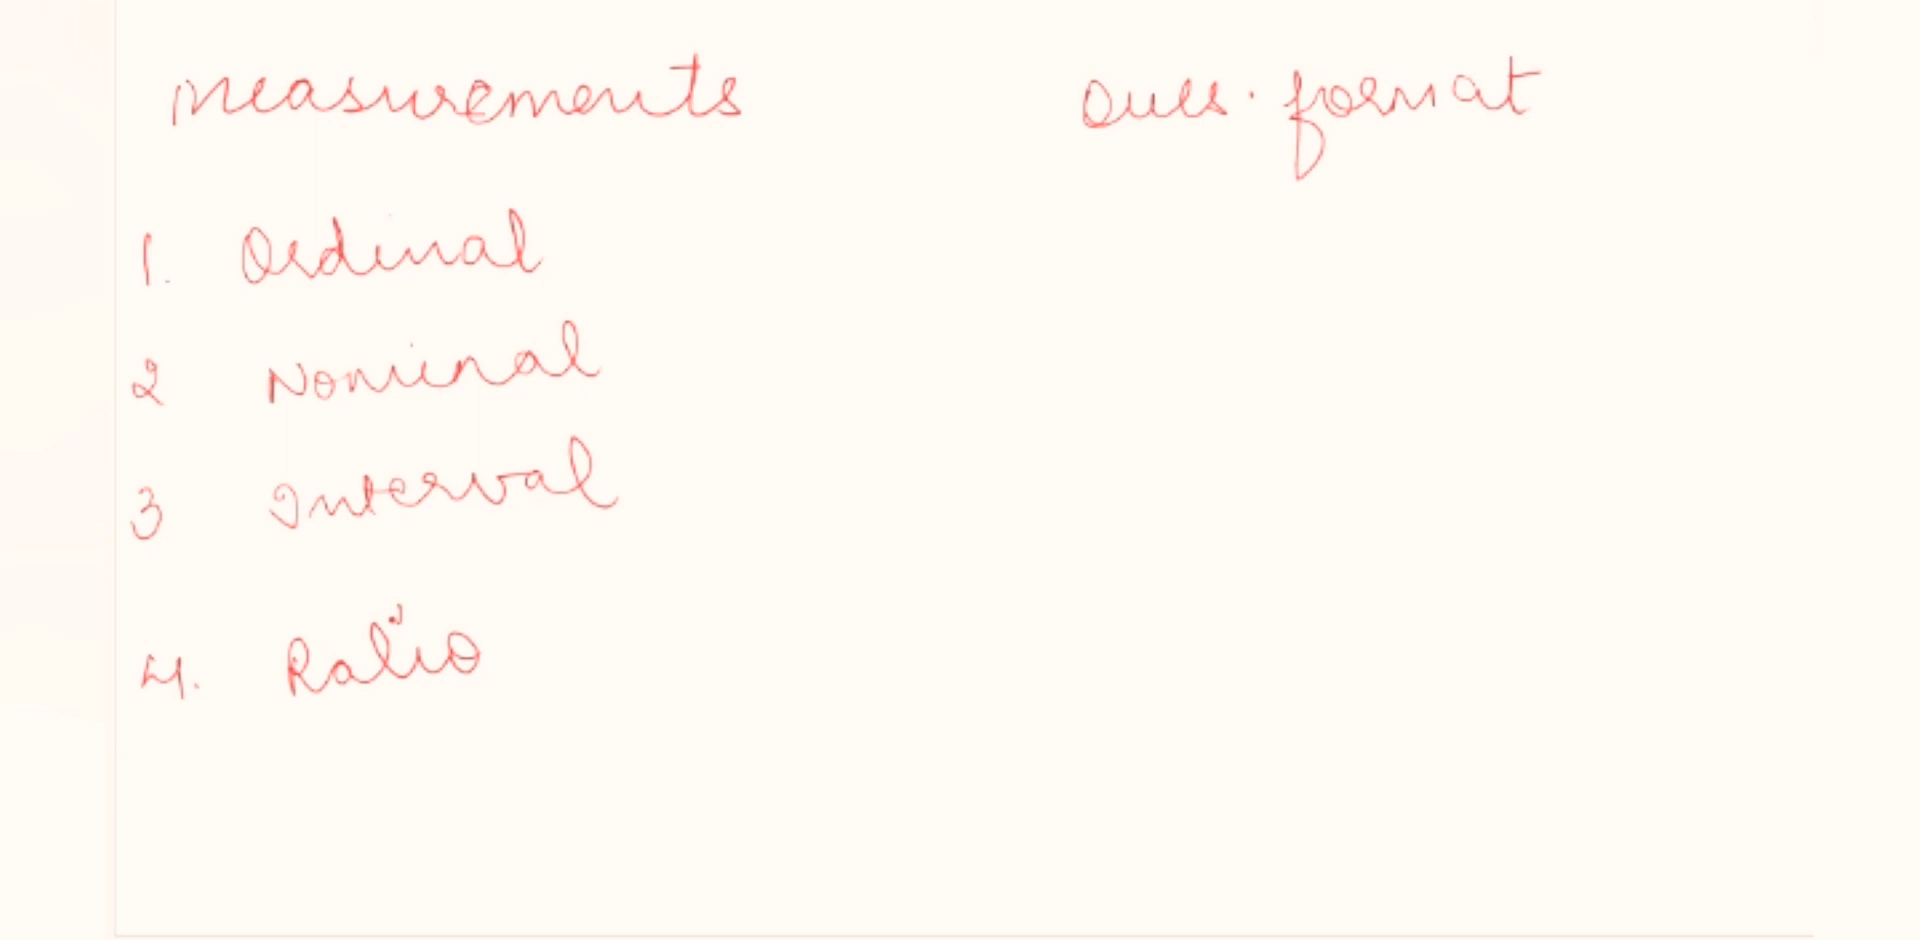 Measurements Ques. format
1. Ordinal
2 Nominal
3 Interval
4. Ratio